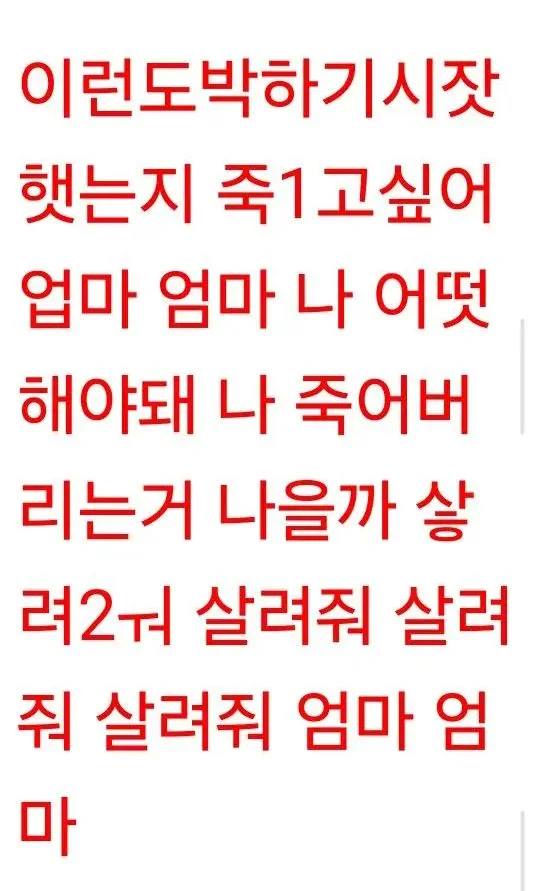 이런도박하기시잣
햇는지 죽1고싶어
업마 엄마 나 어떳
해야돼 나 죽어버
리는거 나을까 샇
려2ㅝ 살려줘 살려
줘 살려줘 엄마 엄
마